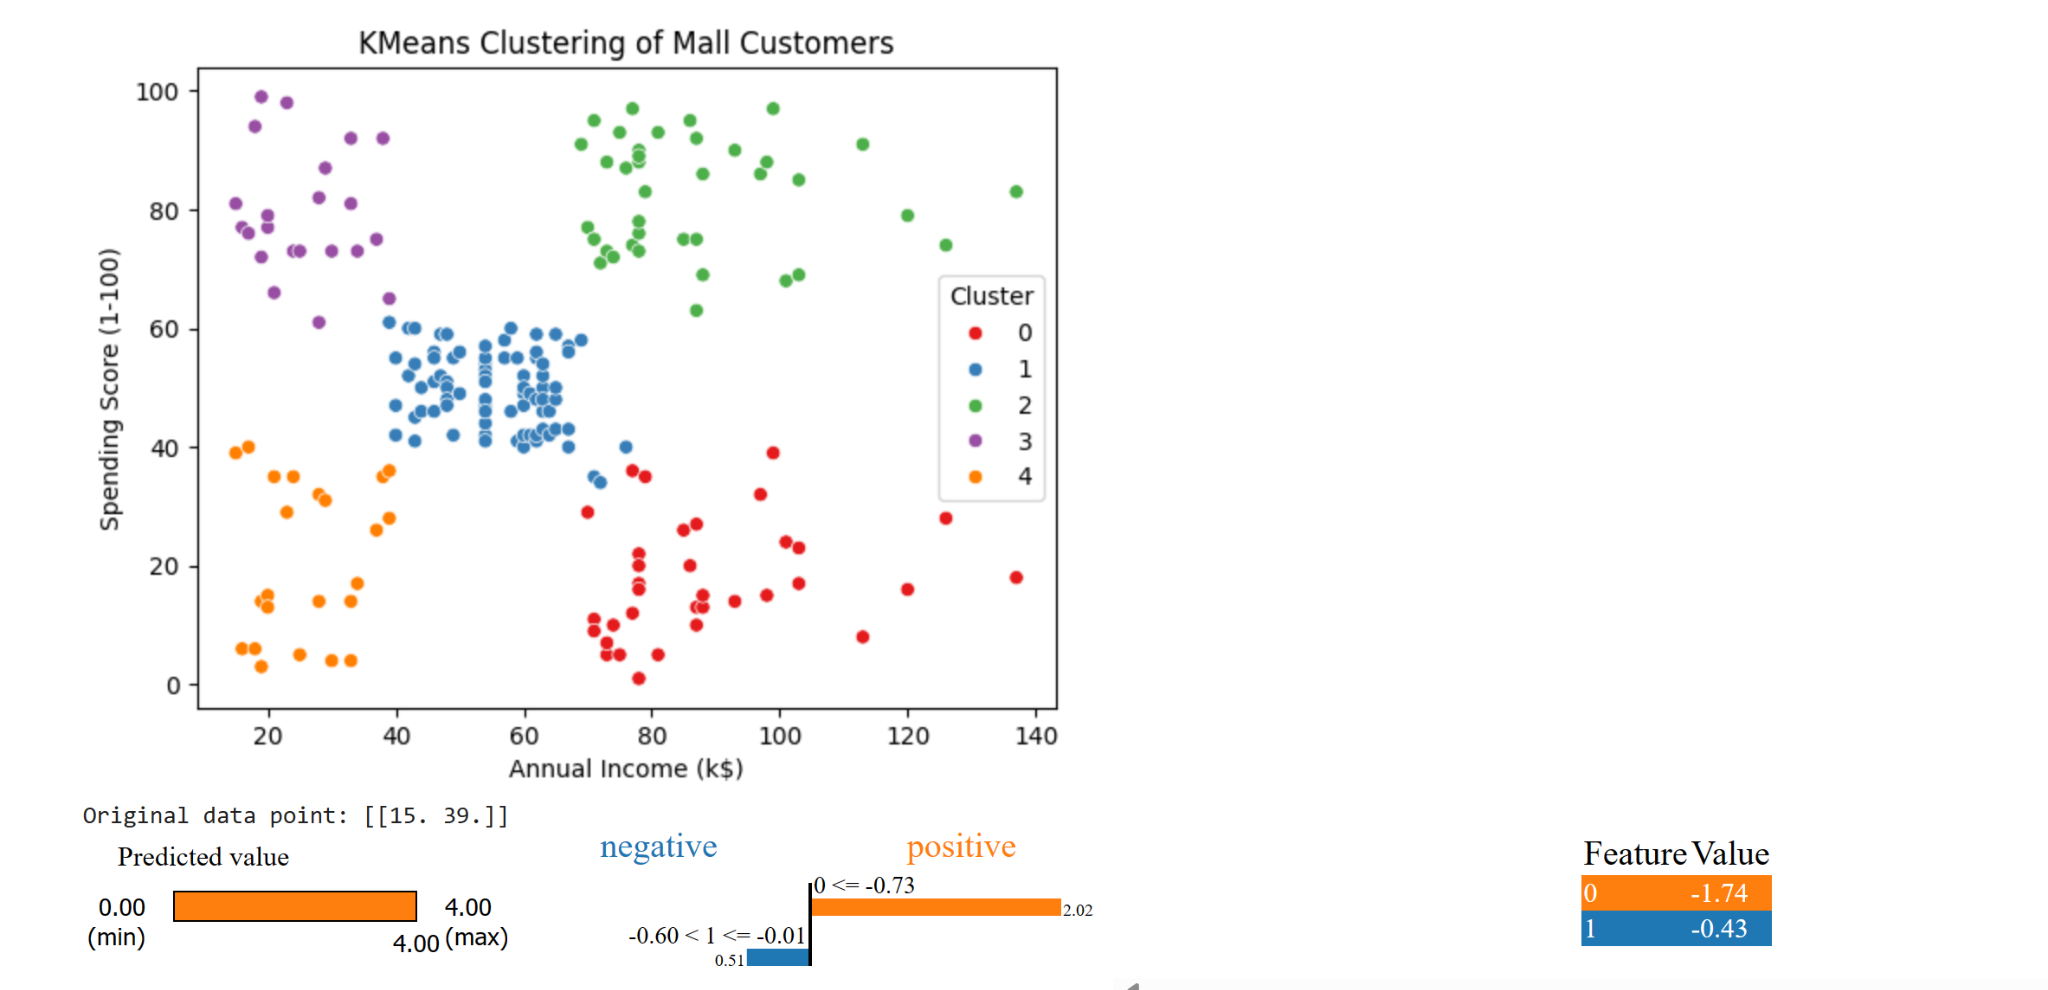 KMeans Clustering of Mall Customers
100
80
60
40
20
0
Spending Score (1-100)
Cluster
0
1
2
3
4
20 40 60 80 100 120 140
Annual Income (k$)
Original data point: [[15. 39.]]
Predicted value
0.00
(min)
4.00
(max)
4.00
negative positive
0 <= -0.73
2.02
-0.60 < 1 <= -0.01
0.51
Feature Value
0 -1.74
1 -0.43